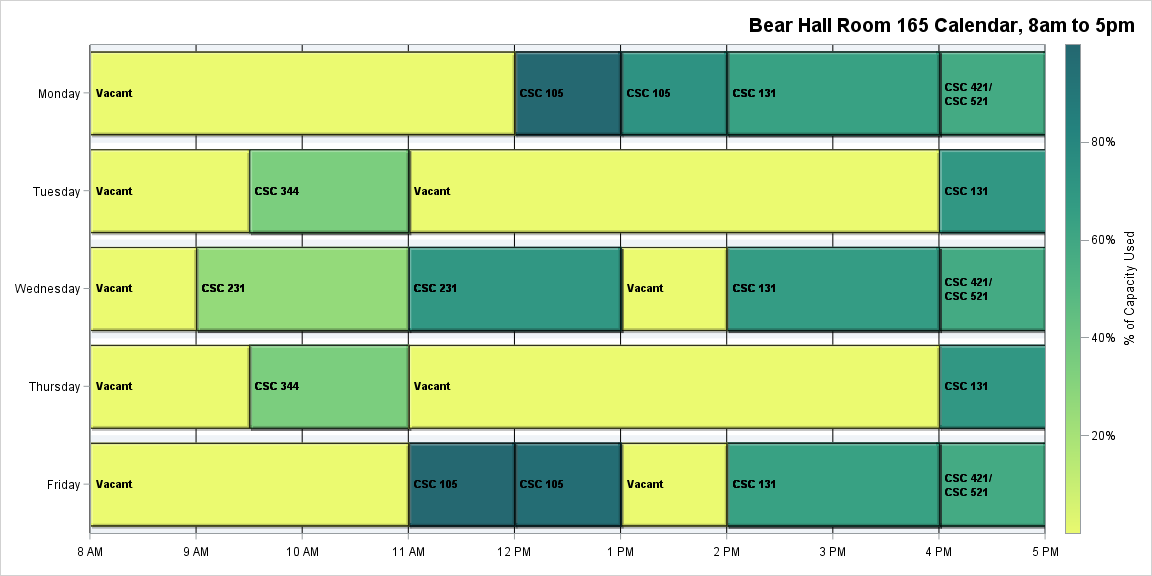 Bear Hall Room 165 Calendar, 8am to 5pm
Monday
Vacant
CSC 105
CSC 105
CSC 131
CSC 421/
CSC 521
Tuesday
Vacant
CSC 344
Vacant
CSC 131
Wednesday
Vacant
CSC 231
CSC 231
Vacant
CSC 131
CSC 421/
CSC 521
Thursday
Vacant
CSC 344
Vacant
CSC 131
Friday
Vacant
CSC 105
CSC 105
Vacant
CSC 131
CSC 421/
CSC 521
8 AM
9 AM
10 AM
11 AM
12 PM
1 PM
2 PM
3 PM
4 PM
5 PM
80%
60%
40%
20%
% of Capacity Used